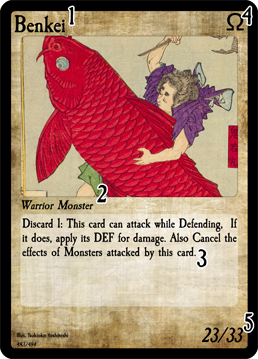 Benkei 1
Ω 4
2
Warrior Monster
Discard 1: This card can attack while Defending. If
it does, apply its DEF for damage. Also Cancel the
effects of Monsters attacked by this card. 3
5
23/33